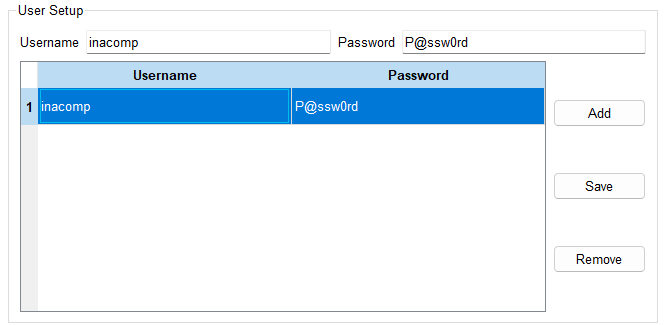 User Setup
Username inacomp Password P@ssw0rd
Username Password
1 inacomp P@ssw0rd
Add
Save
Remove